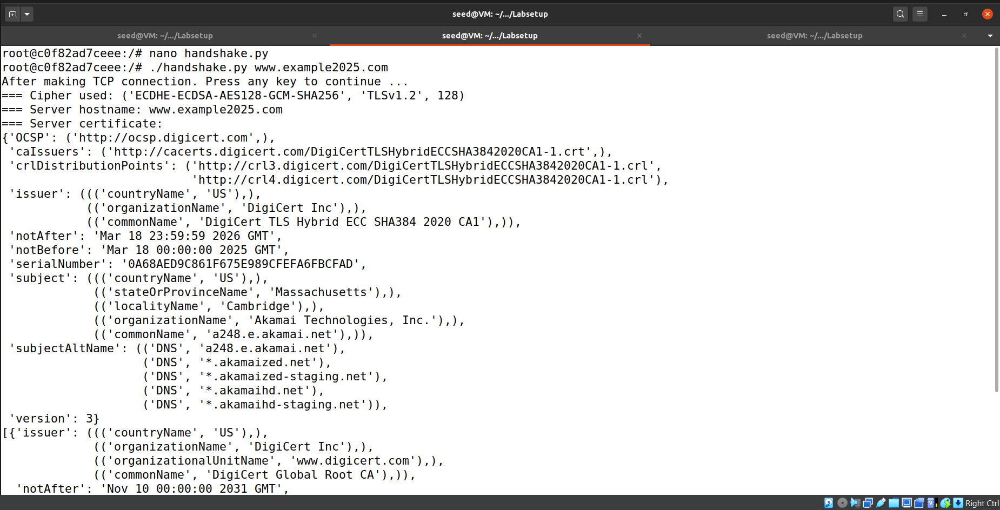 seed@VM: ~/.../Labsetup
seed@VM: ~/.../Labsetup
seed@VM: ~/.../Labsetup
seed@VM: ~/.../Labsetup
root@c0f82ad7ceee:/# nano handshake.py
root@c0f82ad7ceee:/# ./handshake.py www.example2025.com
After making TCP connection. Press any key to continue ...
=== Cipher used: ('ECDHE-ECDSA-AES128-GCM-SHA256', 'TLSv1.2', 128)
=== Server hostname: www.example2025.com
=== Server certificate:
{'OCSP': ('http://ocsp.digicert.com',),
 'caIssuers': ('http://cacerts.digicert.com/DigiCertTLSHybridECCSHA3842020CA1-1.crt',),
 'crlDistributionPoints': ('http://crl3.digicert.com/DigiCertTLSHybridECCSHA3842020CA1-1.crl',
                           'http://crl4.digicert.com/DigiCertTLSHybridECCSHA3842020CA1-1.crl'),
 'issuer': ((('countryName', 'US'),),
            (('organizationName', 'DigiCert Inc'),),
            (('commonName', 'DigiCert TLS Hybrid ECC SHA384 2020 CA1'),)),
 'notAfter': 'Mar 18 23:59:59 2026 GMT',
 'notBefore': 'Mar 18 00:00:00 2025 GMT',
 'serialNumber': '0A68AED9C861F675E989CFEFA6FBCFAD',
 'subject': ((('countryName', 'US'),),
             (('stateOrProvinceName', 'Massachusetts'),),
             (('localityName', 'Cambridge'),),
             (('organizationName', 'Akamai Technologies, Inc.'),),
             (('commonName', 'a248.e.akamai.net'),)),
 'subjectAltName': (('DNS', 'a248.e.akamai.net'),
                    ('DNS', '*.akamaized.net'),
                    ('DNS', '*.akamaized-staging.net'),
                    ('DNS', '*.akamaihd.net'),
                    ('DNS', '*.akamaihd-staging.net')),
 'version': 3}
[{'issuer': ((('countryName', 'US'),),
             (('organizationName', 'DigiCert Inc'),),
             (('organizationalUnitName', 'www.digicert.com'),),
             (('commonName', 'DigiCert Global Root CA'),)),
  'notAfter': 'Nov 10 00:00:00 2031 GMT',
Right Ctrl